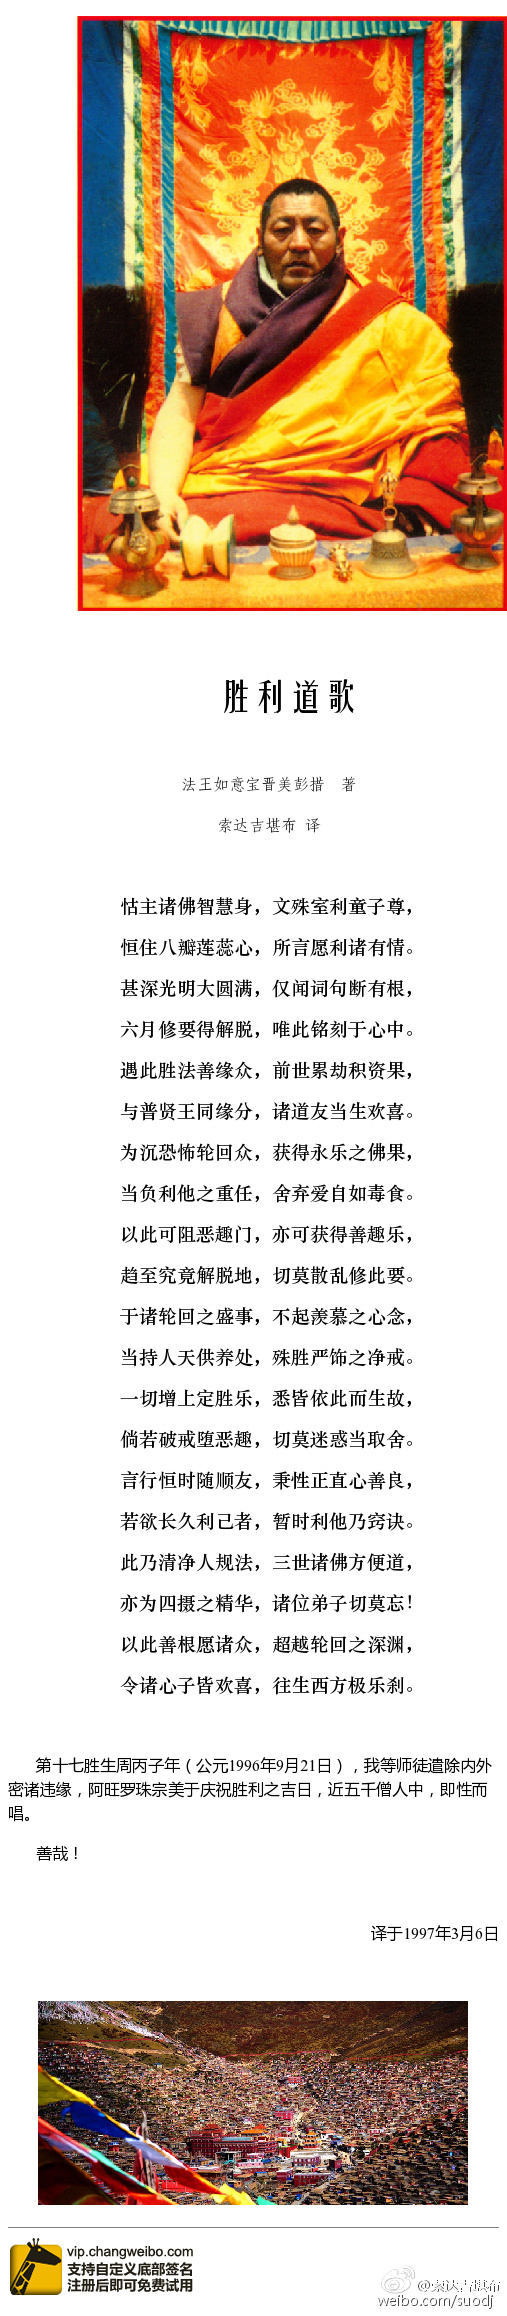 胜利道歌
法王如意宝晋美彭措 著
索达吉堪布 译
怙主诸佛智慧身，文殊室利童子尊，
恒住八瓣莲蕊心，所言愿利诸有情。
甚深光明大圆满，仅闻词句断有根，
六月修要得解脱，唯此铭刻于心中。
遇此胜法善缘众，前世累劫积资果，
与普贤王同缘分，诸道友当生欢喜。
为沉恐怖轮回众，获得永乐之佛果，
当负利他之重任，舍弃爱自如毒食。
以此可阻恶趣门，亦可获得善趣乐，
趋至究竟解脱地，切莫散乱修此要。
于诸轮回之盛事，不起羡慕之心念，
当持人天供养处，殊胜严饰之净戒。
一切增上定胜乐，悉皆依此而生故，
倘若破戒堕恶趣，切莫迷惑当取舍。
言行恒时随顺友，秉性正直心善良，
若欲长久利己者，暂时利他乃窍诀。
此乃清净人规法，三世诸佛方便道，
亦为四摄之精华，诸位弟子切莫忘！
以此善根愿诸众，超越轮回之深渊，
令诸心子皆欢喜，往生西方极乐刹。
第十七胜生周丙子年（公元1996年9月21日），我等师徒遣除内外
密诸违缘，阿旺罗珠宗美于庆祝胜利之吉日，近五千僧人中，即性而
唱。
善哉！
译于1997年3月6日
vip.changweibo.com
支持自定义底部签名
注册后即可免费试用
@索达吉堪布
weibo.com/suodj